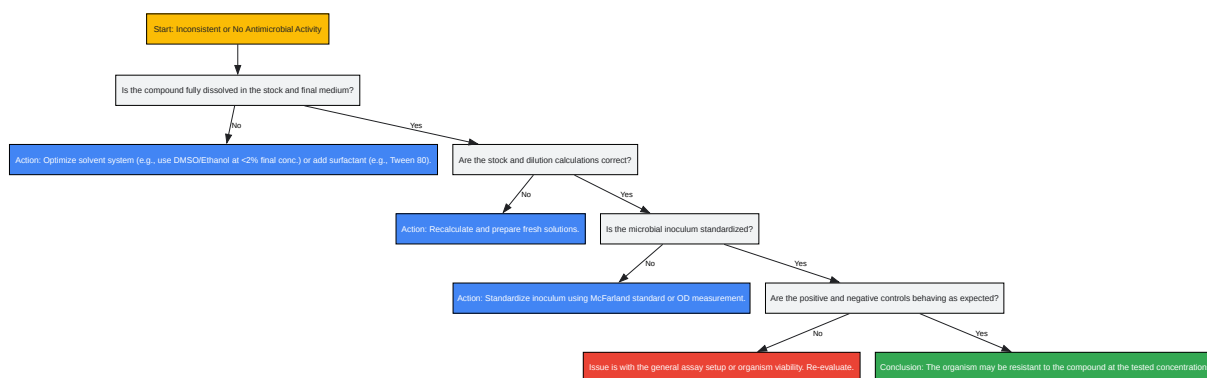 Start: Inconsistent or No Antimicrobial Activity
Is the compound fully dissolved in the stock and final medium?
No
Yes
Action: Optimize solvent system (e.g., use DMSO/Ethanol at <2% final conc.) or add surfactant (e.g., Tween 80).
Are the stock and dilution calculations correct?
No
Yes
Action: Recalculate and prepare fresh solutions.
Is the microbial inoculum standardized?
No
Yes
Action: Standardize inoculum using McFarland standard or OD measurement.
Are the positive and negative controls behaving as expected?
No
Yes
Issue is with the general assay setup or organism viability. Re-evaluate.
Conclusion: The organism may be resistant to the compound at the tested concentration